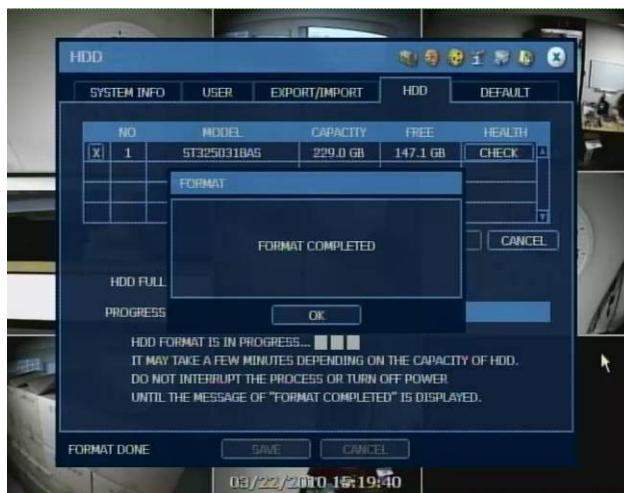 HDD
SYSTEM INFO USER EXPORT/IMPORT HDD DEFAULT
NO MODEL CAPACITY FREE HEALTH
X 1 ST3250318AS 229.0 GB 147.1 GB CHECK
FORMAT
FORMAT COMPLETED
CANCEL
HDD FULL
PROGRESS
OK
HDD FORMAT IS IN PROGRESS...
IT MAY TAKE A FEW MINUTES DEPENDING ON THE CAPACITY OF HDD.
DO NOT INTERRUPT THE PROCESS OR TURN OFF POWER
UNTIL THE MESSAGE OF "FORMAT COMPLETED" IS DISPLAYED.
FORMAT DONE SAVE CANCEL
03/22/2010 15:19:40